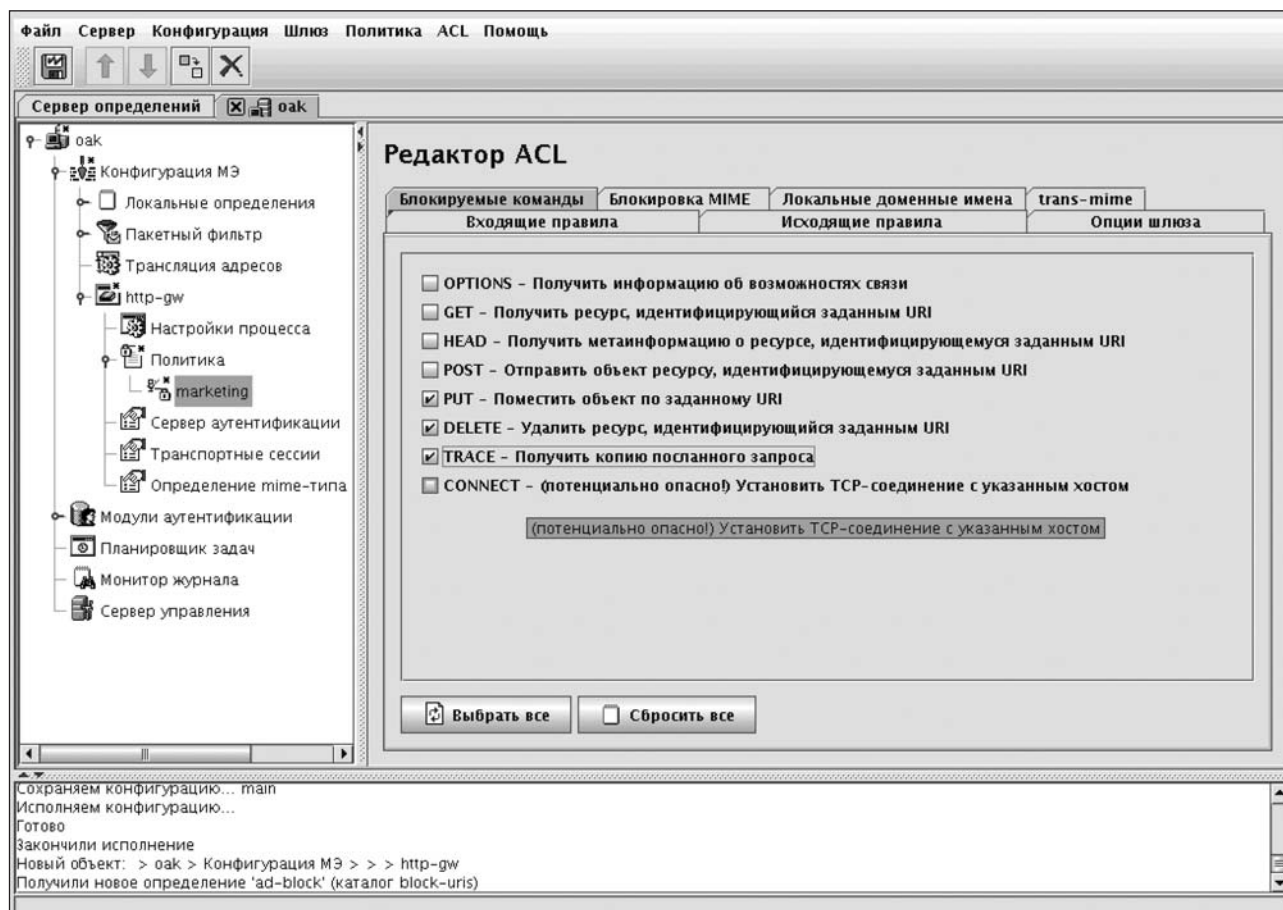 Файл Сервер Конфигурация Шлюз Политика ACL Помощь
Сервер определений oak
oak
Конфигурация МЭ
Локальные определения
Пакетный фильтр
Трансляция адресов
http-gw
Настройки процесса
Политика
marketing
Сервер аутентификации
Транспортные сессии
Определение mime-типа
Модули аутентификации
Планировщик задач
Монитор журнала
Сервер управления
Редактор ACL
Блокируемые команды Блокировка MIME Локальные доменные имена trans-mime
Входящие правила Исходящие правила Опции шлюза
OPTIONS – Получить информацию об возможностях связи
GET – Получить ресурс, идентифицирующийся заданным URI
HEAD – Получить метаинформацию о ресурсе, идентифицирующемуся заданным URI
POST – Отправить объект ресурсу, идентифицирующемуся заданным URI
PUT – Поместить объект по заданному URI
DELETE – Удалить ресурс, идентифицирующийся заданным URI
TRACE – Получить копию посланного запроса
CONNECT – (потенциально опасно!) Установить TCP-соединение с указанным хостом
(потенциально опасно!) Установить TCP-соединение с указанным хостом
Выбрать все Сбросить все
Сохраняем конфигурацию... main
Исполняем конфигурацию...
Готово
Закончили исполнение
Новый объект: > oak > Конфигурация МЭ > > > http-gw
Получили новое определение 'ad-block' (каталог block-uris)